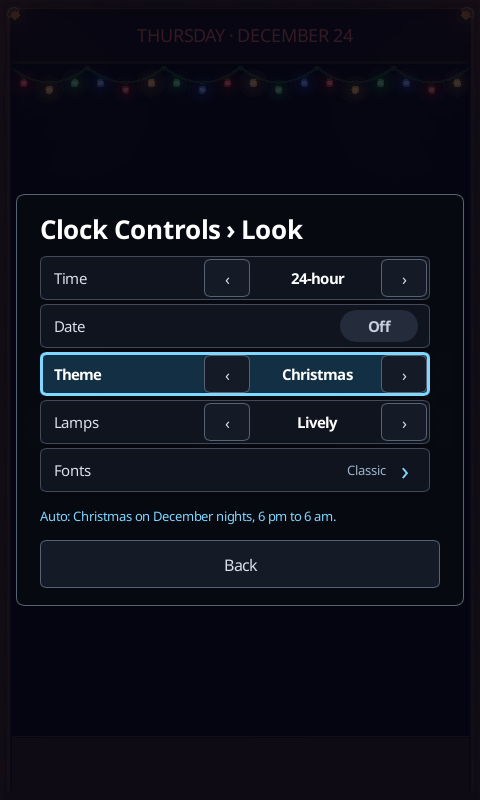 THURSDAY · DECEMBER 24
Clock Controls › Look
Time ‹ 24-hour ›
Date Off
Theme ‹ Christmas ›
Lamps ‹ Lively ›
Fonts Classic ›
Auto: Christmas on December nights, 6 pm to 6 am.
Back